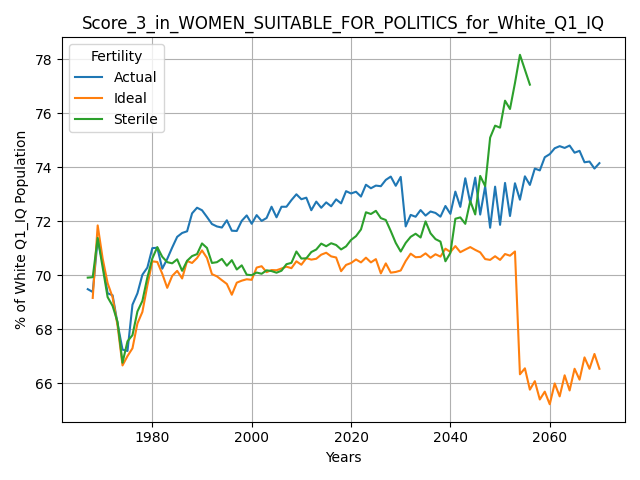 Score_3_in_WOMEN_SUITABLE_FOR_POLITICS_for_White_Q1_IQ
Fertility
Actual
Ideal
Sterile
% of White Q1_IQ Population
78
76
74
72
70
68
66
1980
2000
2020
2040
2060
Years